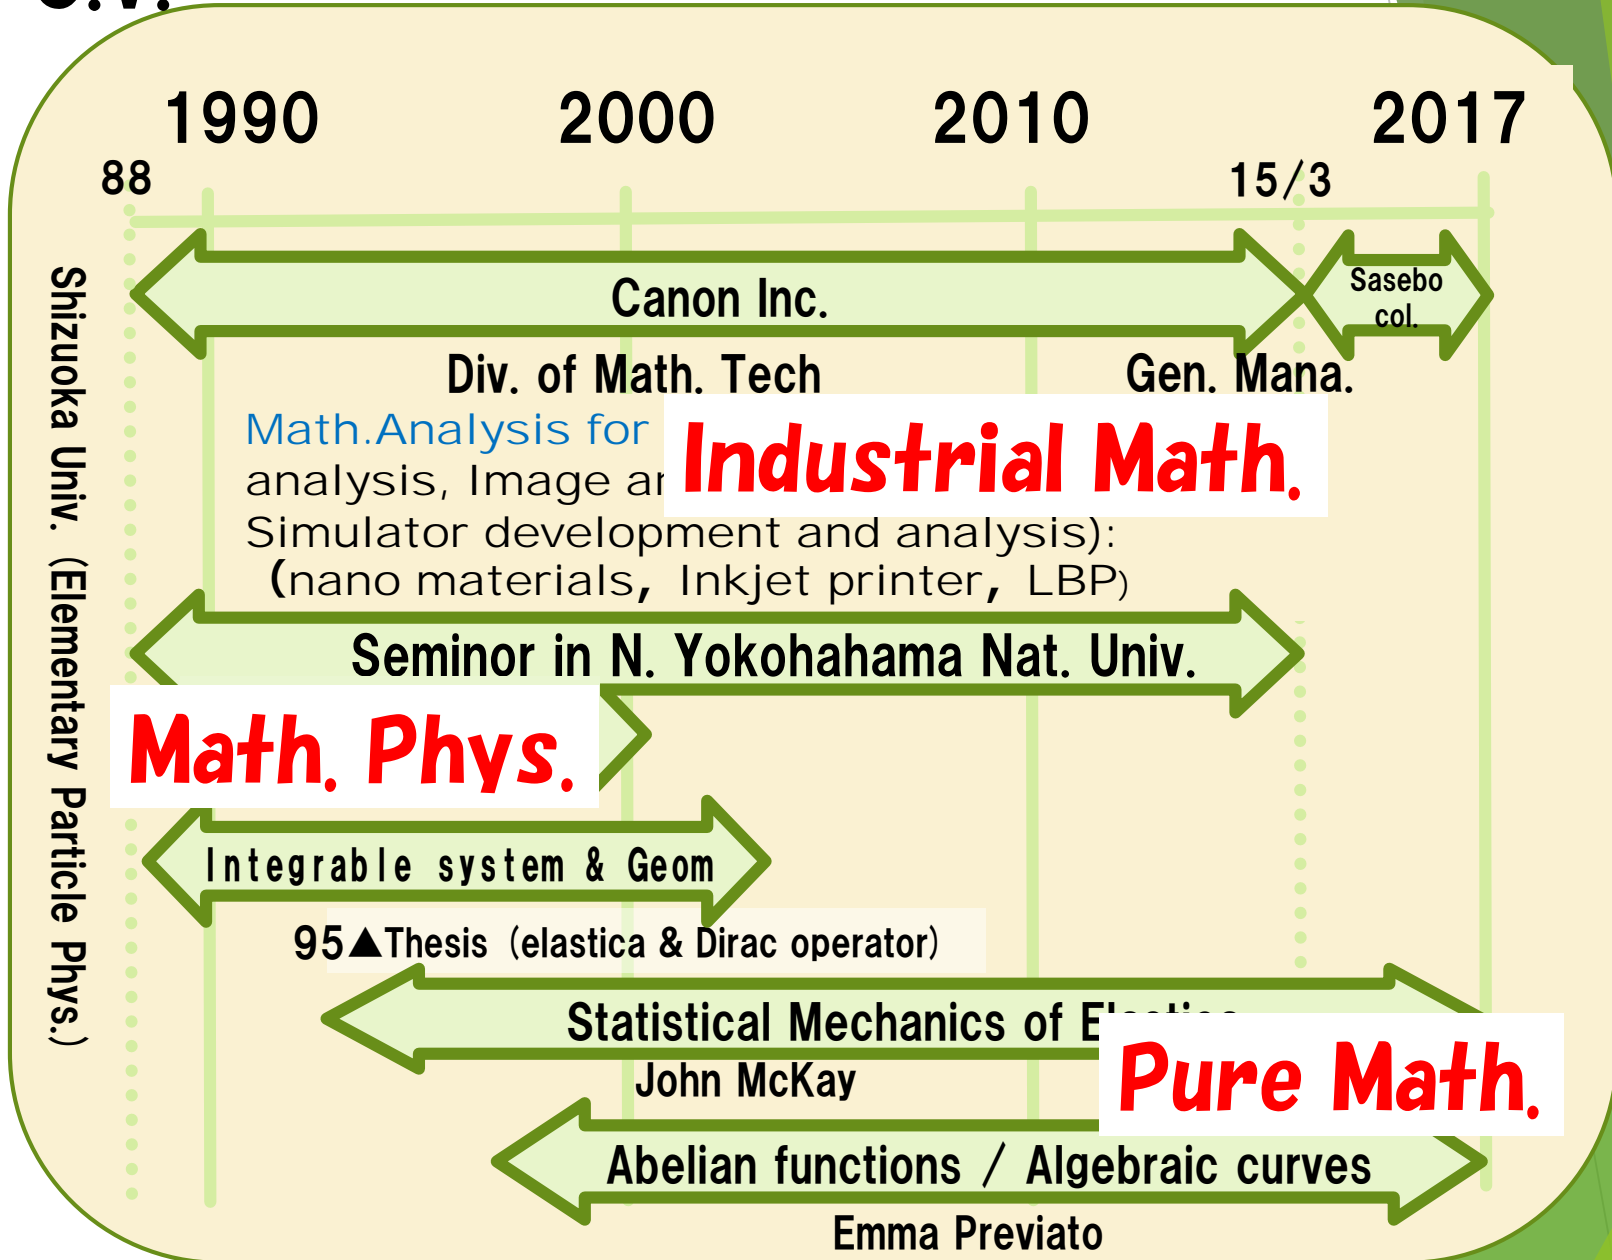 1990 2000 2010 2017
88 15/3
Shizuoka Univ. (Elementary Particle Phys.)
Canon Inc.
Sasebo
col.
Div. of Math. Tech Gen. Mana.
Math.Analysis for
Industrial Math.
analysis, Image
Simulator development and analysis):
(nano materials, Inkjet printer, LBP)
Seminor in N. Yokohahama Nat. Univ.
Math. Phys.
Integrable system & Geom
95▲Thesis (elastica & Dirac operator)
Statistical Mechanics of
Pure Math.
John McKay
Abelian functions / Algebraic curves
Emma Previato